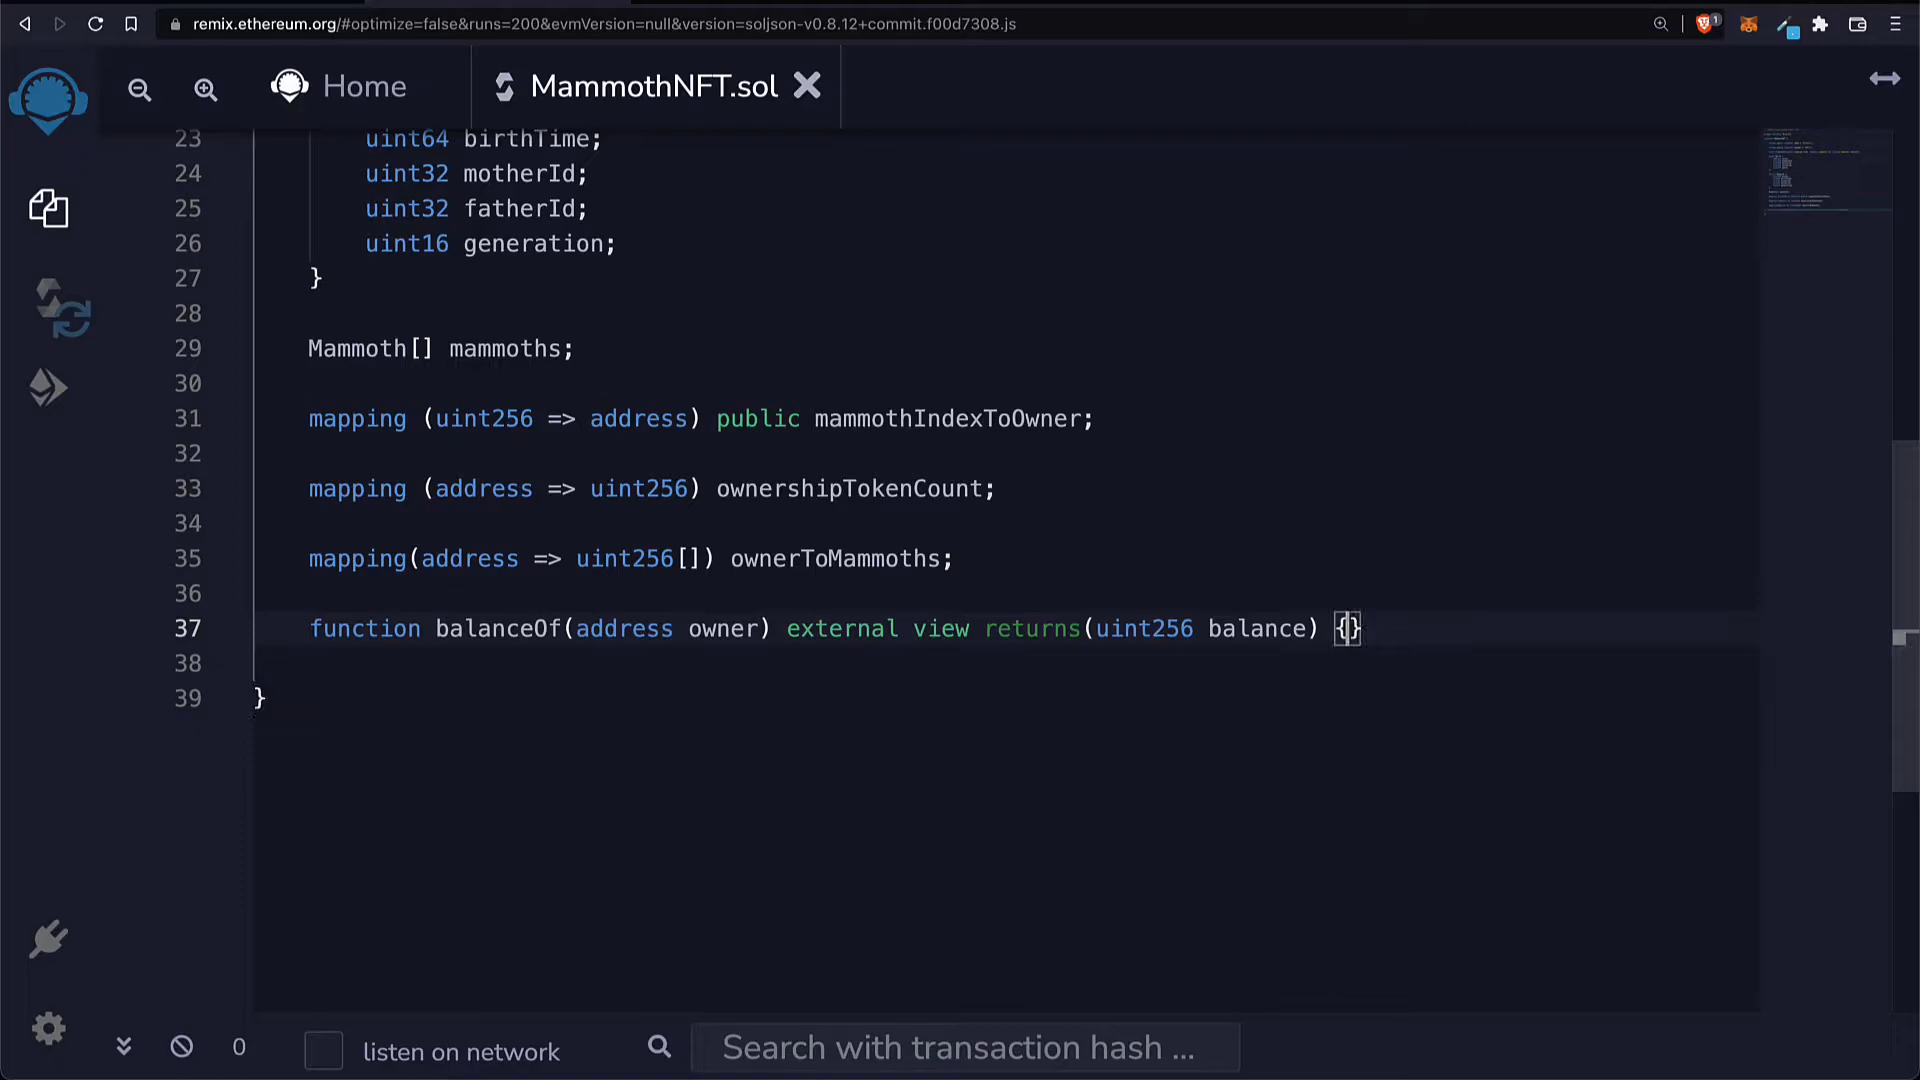 remix.ethereum.org/#optimize=false&runs=200&evmVersion=null&version=soljson-v0.8.12+commit.f00d7308.js
1
Home
MammothNFT.sol
23 uint64 birthTime;
24 uint32 motherId;
25 uint32 fatherId;
26 uint16 generation;
27 }
28
29 Mammoth[] mammoths;
30
31 mapping (uint256 => address) public mammothIndexToOwner;
32
33 mapping (address => uint256) ownershipTokenCount;
34
35 mapping(address => uint256[]) ownerToMammoths;
36
37 function balanceOf(address owner) external view returns(uint256 balance) {}
38
39 }
0
listen on network
Search with transaction hash ...